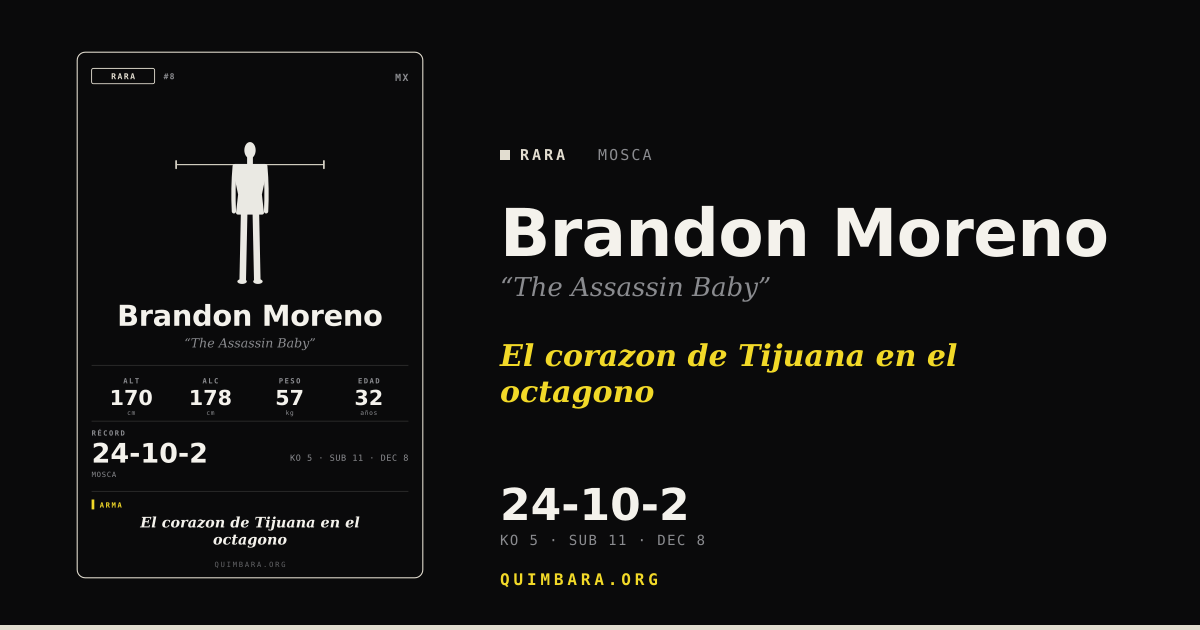 RARA #8 MX
Brandon Moreno
“The Assassin Baby”
ALT ALC PESO EDAD
170 178 57 32
cm cm kg años
RÉCORD
24-10-2 KO 5 · SUB 11 · DEC 8
MOSCA
ARMA
El corazon de Tijuana en el
octagono
QUIMBARA.ORG
RARA MOSCA
Brandon Moreno
“The Assassin Baby”
El corazon de Tijuana en el
octagono
24-10-2
KO 5 · SUB 11 · DEC 8
QUIMBARA.ORG